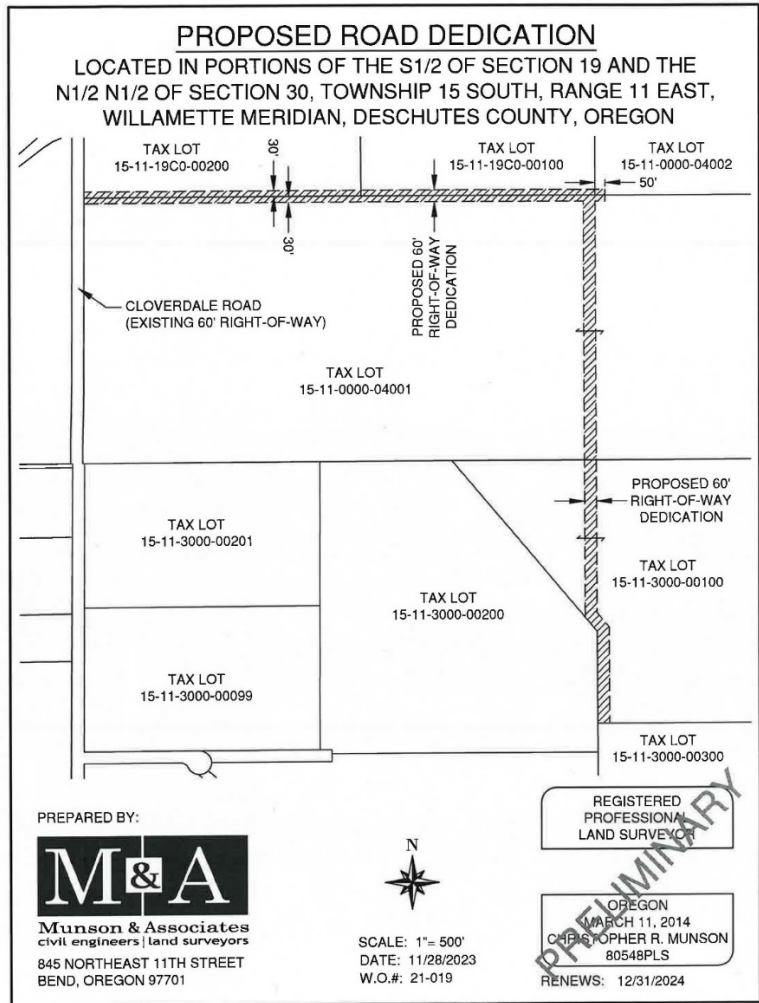 PROPOSED ROAD DEDICATION
LOCATED IN PORTIONS OF THE S1/2 OF SECTION 19 AND THE
N1/2 N1/2 OF SECTION 30, TOWNSHIP 15 SOUTH, RANGE 11 EAST,
WILLAMETTE MERIDIAN, DESCHUTES COUNTY, OREGON
TAX LOT
15-11-19C0-00200
30'
TAX LOT
15-11-19C0-00100
TAX LOT
15-11-0000-04002
50'
30'
PROPOSED 60'
RIGHT-OF-WAY
DEDICATION
CLOVERDALE ROAD
(EXISTING 60' RIGHT-OF-WAY)
TAX LOT
15-11-0000-04001
PROPOSED 60'
RIGHT-OF-WAY
DEDICATION
TAX LOT
15-11-3000-00201
TAX LOT
15-11-3000-00100
TAX LOT
15-11-3000-00200
TAX LOT
15-11-3000-00099
TAX LOT
15-11-3000-00300
PREPARED BY:
M&A
Munson & Associates
civil engineers | land surveyors
845 NORTHEAST 11TH STREET
BEND, OREGON 97701
N
SCALE: 1"= 500'
DATE: 11/28/2023
W.O.#: 21-019
REGISTERED
PROFESSIONAL
LAND SURVEYOR
PRELIMINARY
OREGON
MARCH 11, 2014
CHRISTOPHER R. MUNSON
80548PLS
RENEWS: 12/31/2024